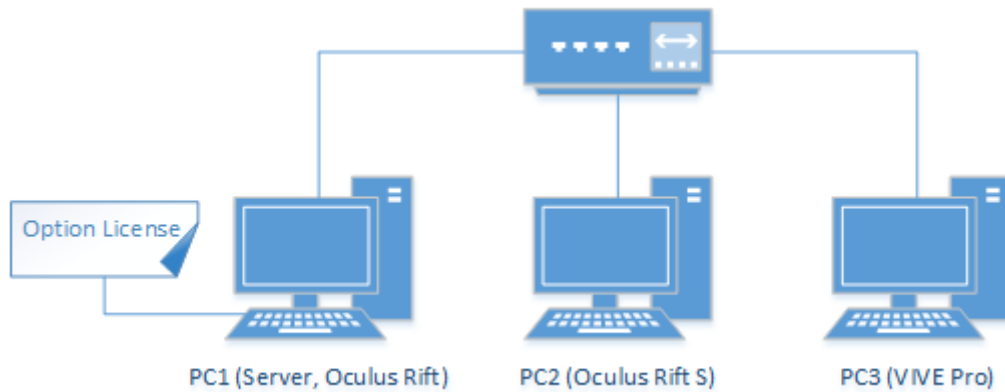 Option License
PC1 (Server, Oculus Rift)
PC2 (Oculus Rift S)
PC3 (VIVE Pro)